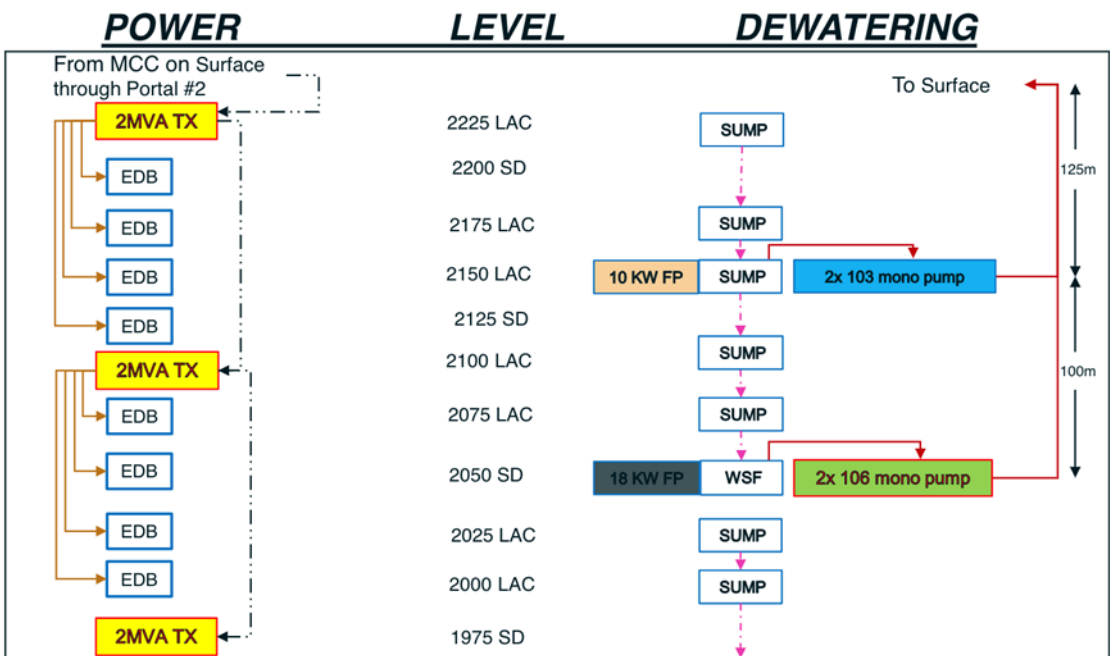 POWER LEVEL DEWATERING
From MCC on Surface
through Portal #2
To Surface
2MVA TX 2225 LAC SUMP
EDB 2200 SD 125m
EDB 2175 LAC SUMP
EDB 2150 LAC 10 KW FP SUMP 2x 103 mono pump
EDB 2125 SD
2MVA TX 2100 LAC SUMP 100m
EDB 2075 LAC SUMP
EDB 2050 SD 18 KW FP WSF 2x 106 mono pump
EDB 2025 LAC SUMP
EDB 2000 LAC SUMP
2MVA TX 1975 SD